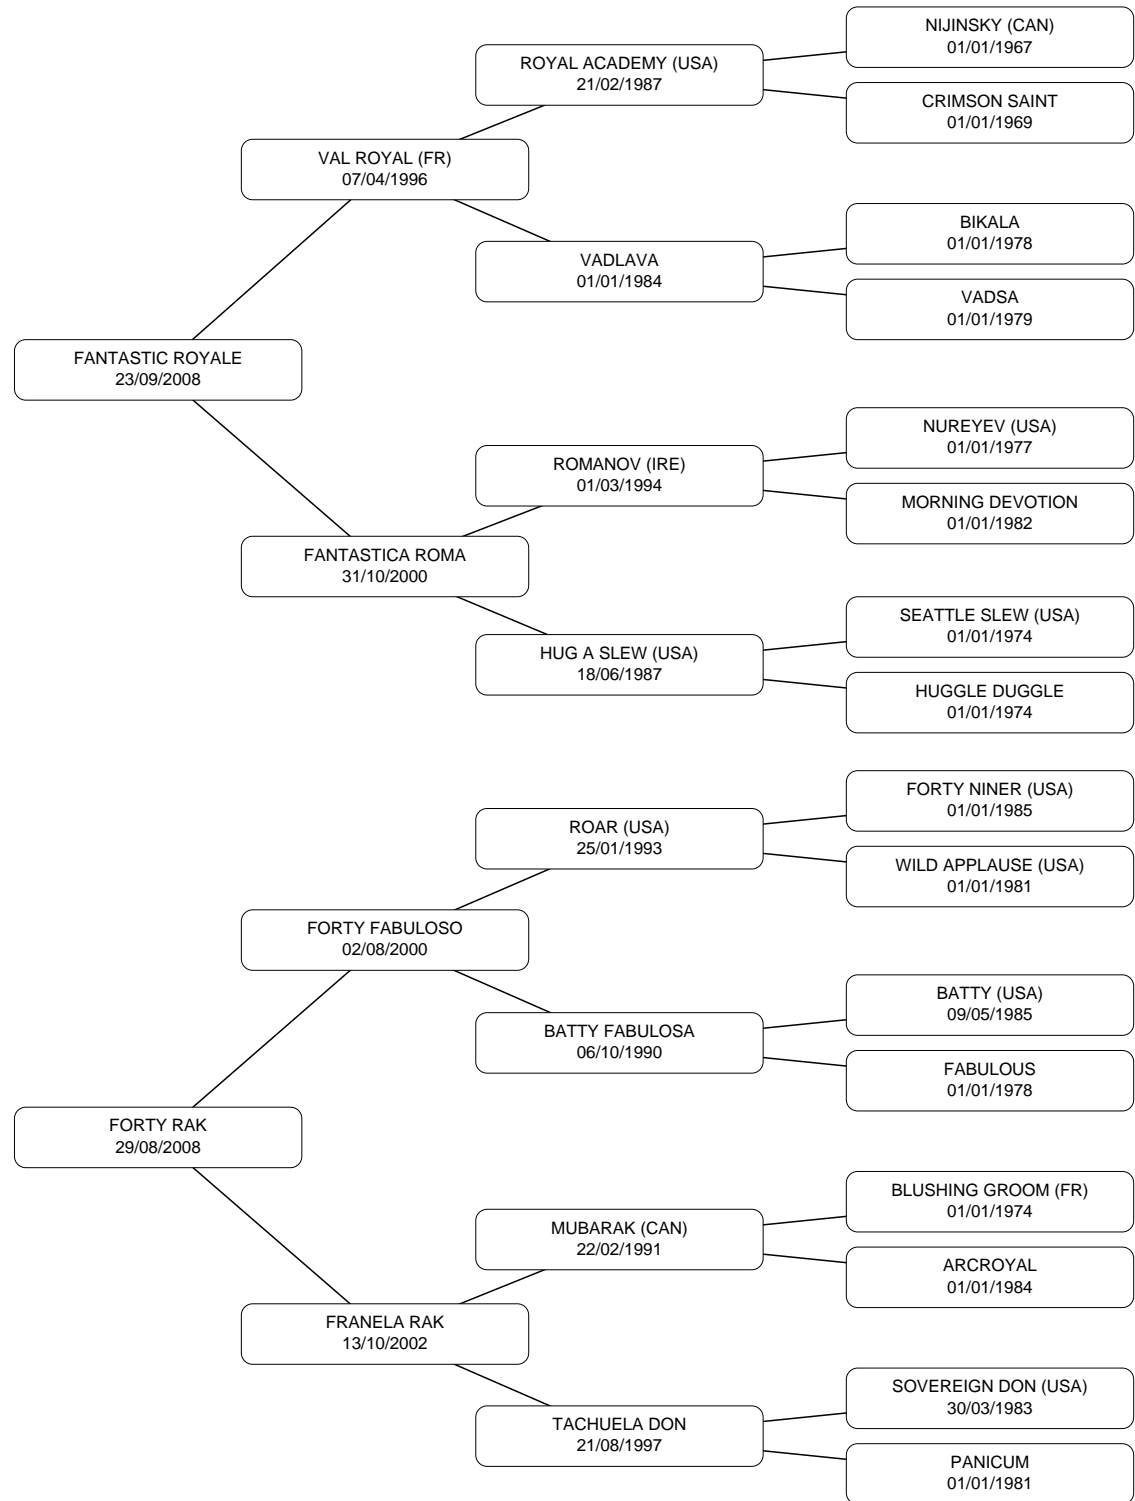 NIJINSKY (CAN)
01/01/1967
ROYAL ACADEMY (USA)
21/02/1987
CRIMSON SAINT
01/01/1969
VAL ROYAL (FR)
07/04/1996
BIKALA
01/01/1978
VADLAVA
01/01/1984
VADSA
01/01/1979
FANTASTIC ROYALE
23/09/2008
NUREYEV (USA)
01/01/1977
ROMANOV (IRE)
01/03/1994
MORNING DEVOTION
01/01/1982
FANTASTICA ROMA
31/10/2000
SEATTLE SLEW (USA)
01/01/1974
HUG A SLEW (USA)
18/06/1987
HUGGLE DUGGLE
01/01/1974
FORTY NINER (USA)
01/01/1985
ROAR (USA)
25/01/1993
WILD APPLAUSE (USA)
01/01/1981
FORTY FABULOSO
02/08/2000
BATTY (USA)
09/05/1985
BATTY FABULOSA
06/10/1990
FABULOUS
01/01/1978
FORTY RAK
29/08/2008
BLUSHING GROOM (FR)
01/01/1974
MUBARAK (CAN)
22/02/1991
ARCROYAL
01/01/1984
FRANELA RAK
13/10/2002
SOVEREIGN DON (USA)
30/03/1983
TACHUELA DON
21/08/1997
PANICUM
01/01/1981